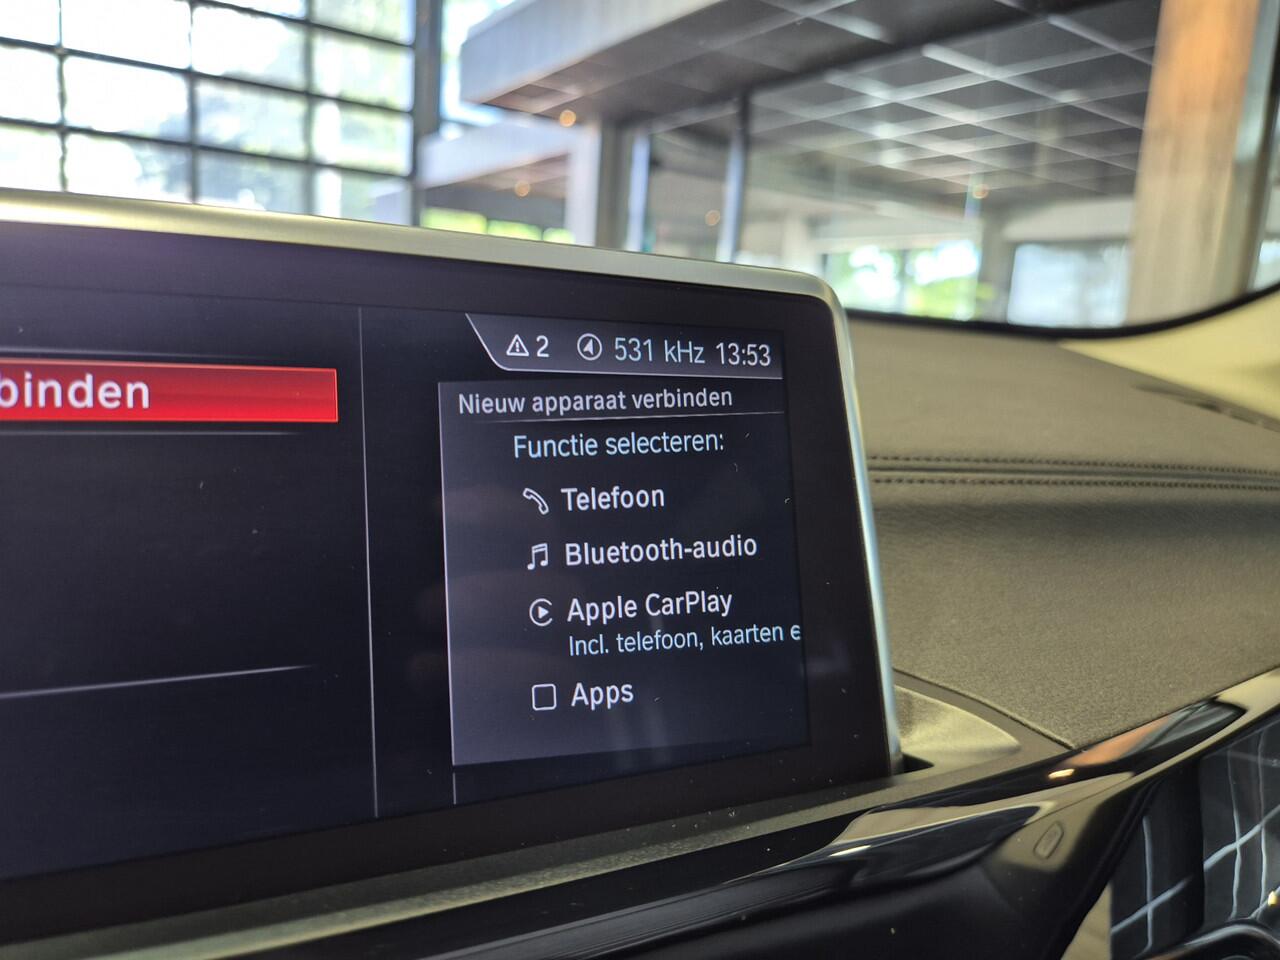 2 531 kHz 13:53
binden
Nieuw apparaat verbinden
Functie selecteren:
Telefoon
Bluetooth-audio
Apple CarPlay
Incl. telefoon, kaarten e
Apps